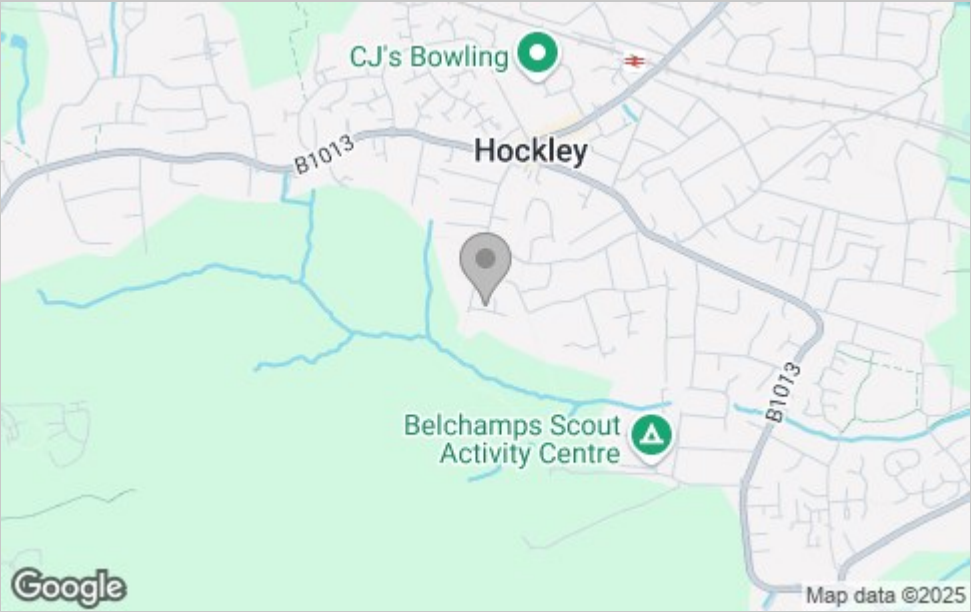 CJ's Bowling
B1013
Hockley
B1013
Belchamps Scout
Activity Centre
Google
Map data ©2025